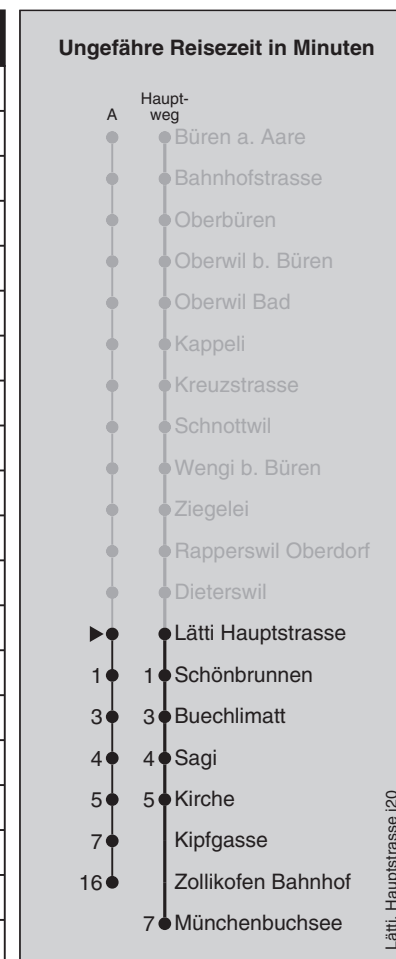 Ungefähre Reisezeit in Minuten
A
Haupt-
weg
Büren a. Aare
Bahnhofstrasse
Oberbüren
Oberwil b. Büren
Oberwil Bad
Kappeli
Kreuzstrasse
Schnottwil
Wengi b. Büren
Ziegelei
Rapperswil Oberdorf
Dieterswil
Lätti Hauptstrasse
1 1 Schönbrunnen
3 3 Buechlimatt
4 4 Sagi
5 5 Kirche
7 Kipfgasse
16 Zollikofen Bahnhof
7 Münchenbuchsee
Lätti, Hauptstrasse j20